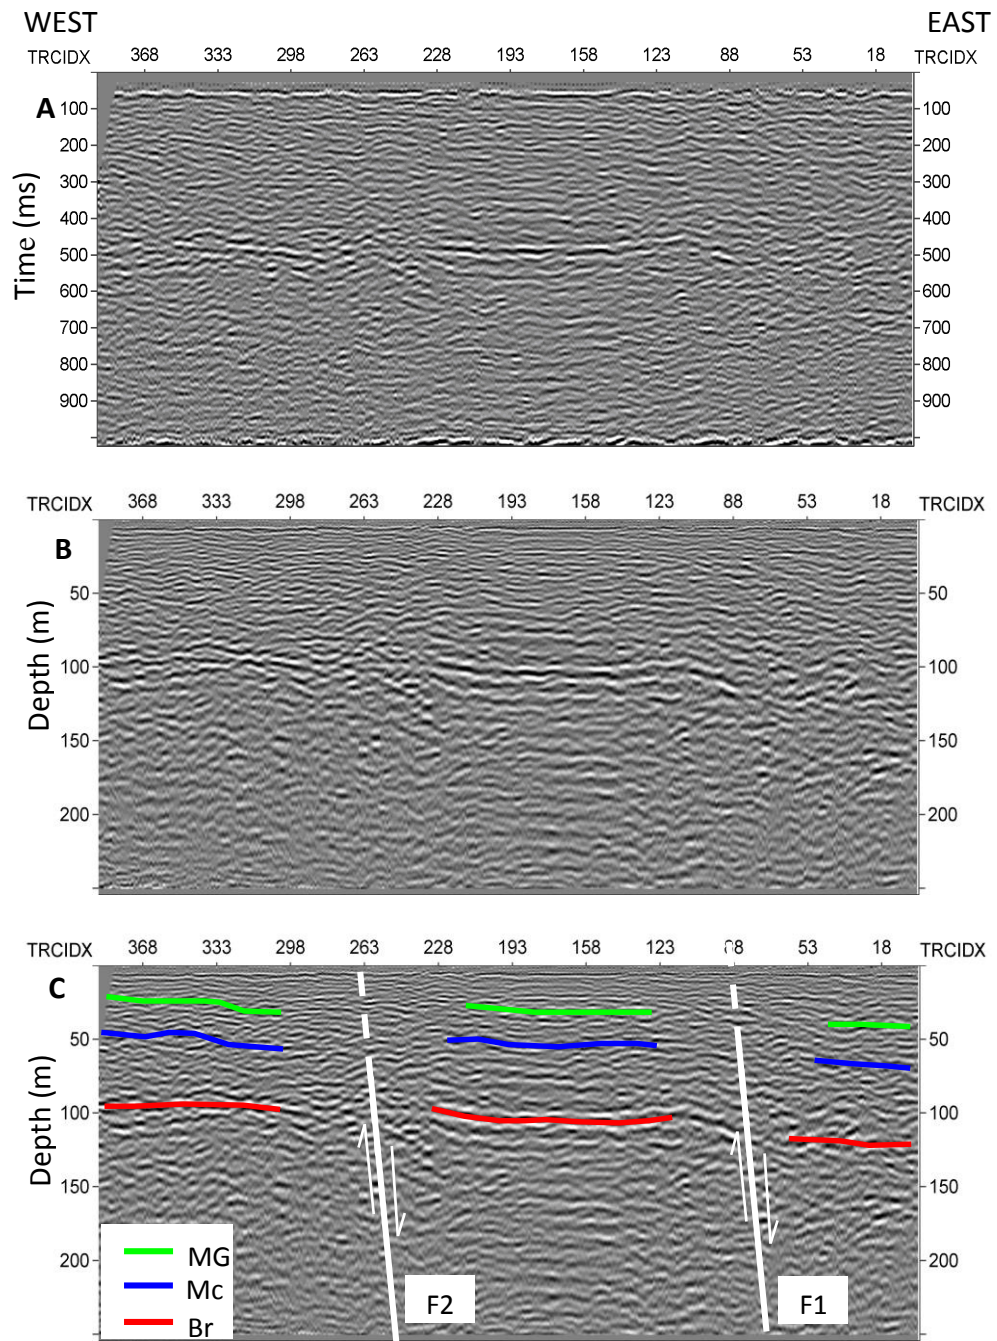 WEST EAST
TRCIDX 368 333 298 263 228 193 158 123 88 53 18 TRCIDX
A
100 100
200 200
300 300
400 400
500 500
600 600
700 700
800 800
900 900
Time (ms)
TRCIDX 368 333 298 263 228 193 158 123 88 53 18 TRCIDX
B
50 50
100 100
150 150
200 200
Depth (m)
TRCIDX 368 333 298 263 228 193 158 123 88 53 18 TRCIDX
C
50 50
100 100
150 150
200 200
Depth (m)
MG
Mc
Br
F2
F1